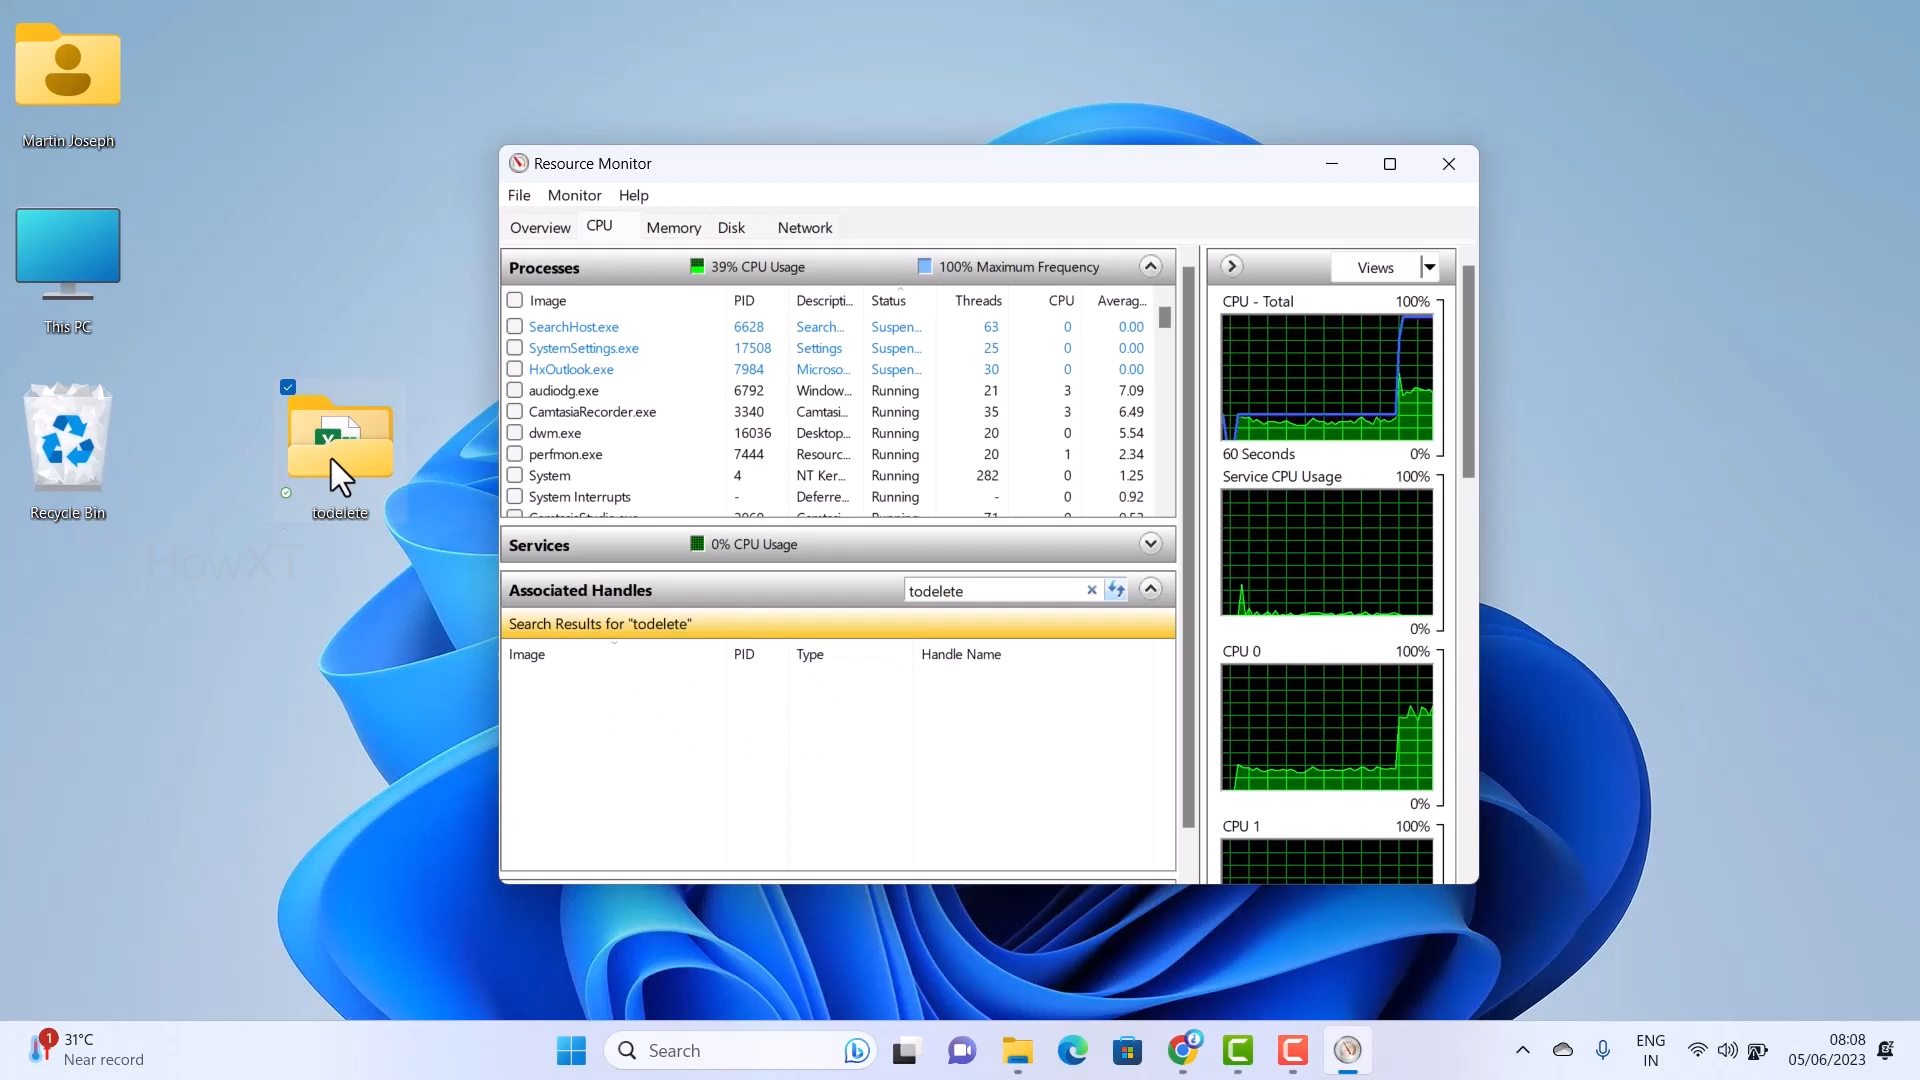 Martin Joseph
This PC
Recycle Bin
todelete
HowXT
Resource Monitor
File Monitor Help
Overview CPU Memory Disk Network
Processes 39% CPU Usage 100% Maximum Frequency
Image PID Descripti... Status Threads CPU Averag...
SearchHost.exe 6628 Search... Suspen... 63 0 0.00
SystemSettings.exe 17508 Settings Suspen... 25 0 0.00
HxOutlook.exe 7984 Microso... Suspen... 30 0 0.00
audiodg.exe 6792 Window... Running 21 3 7.09
CamtasiaRecorder.exe 3340 Camtasi... Running 35 3 6.49
dwm.exe 16036 Desktop... Running 20 0 5.54
perfmon.exe 7444 Resourc... Running 20 1 2.34
System 4 NT Ker... Running 282 0 1.25
System Interrupts - Deferre... Running - 0 0.92
Services 0% CPU Usage
Associated Handles todelete
Search Results for "todelete"
Image PID Type Handle Name
Views
CPU - Total 100%
60 Seconds 0%
Service CPU Usage 100%
0%
CPU 0 100%
0%
CPU 1 100%
1
31°C
Near record
Search
ENG
IN
08:08
05/06/2023